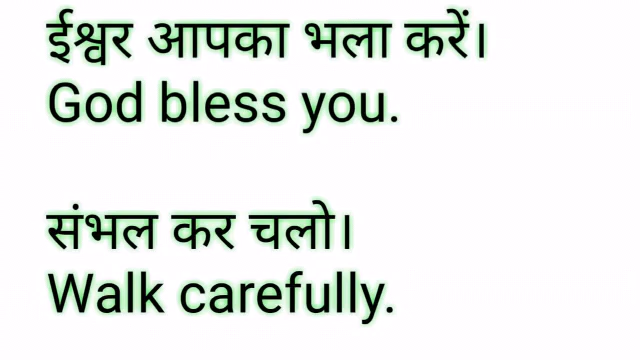 ईश्वर आपका भला करें।
God bless you.
संभल कर चलो।
Walk carefully.